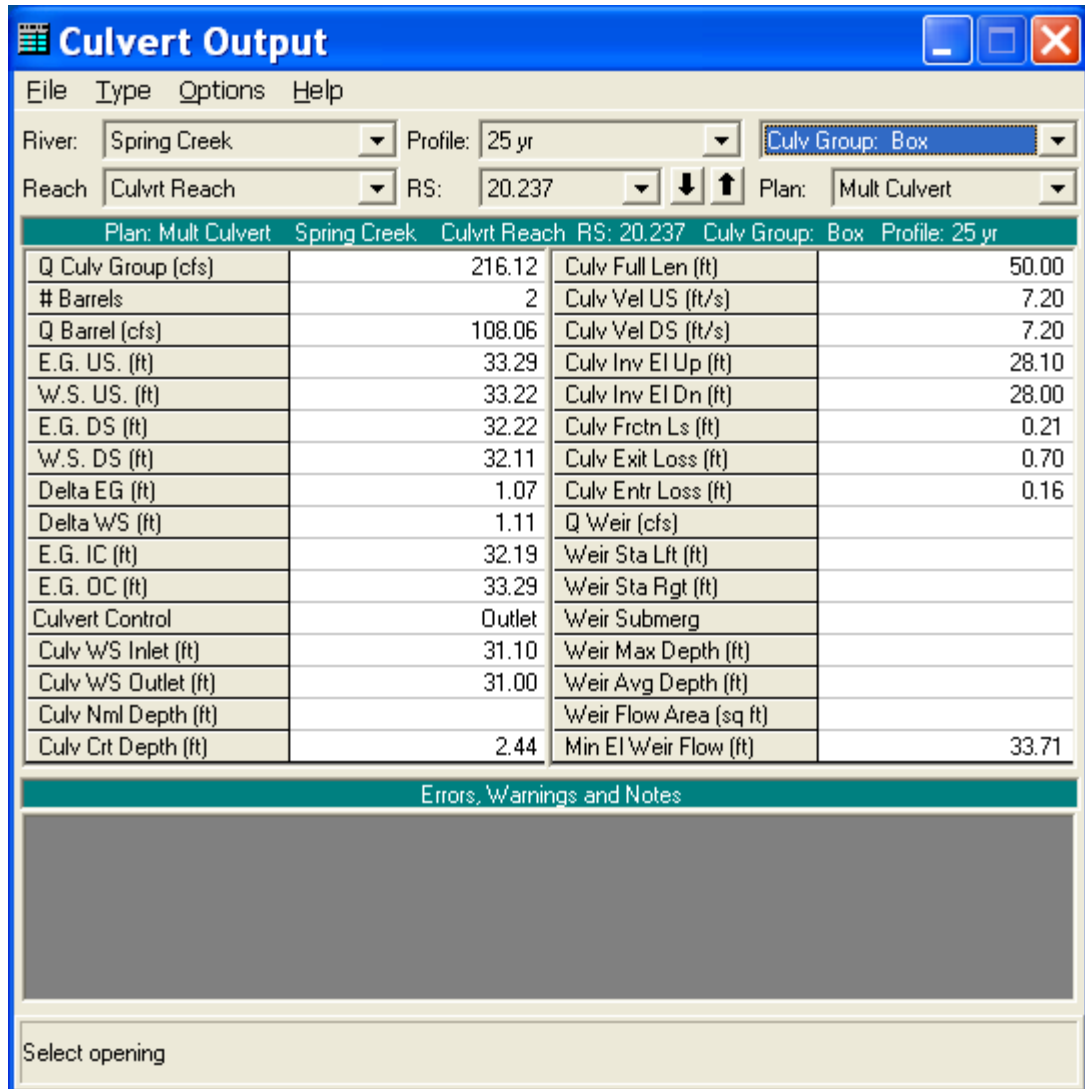 Culvert Output
File Type Options Help
River: Spring Creek Profile: 25 yr Culv Group: Box
Reach Culvrt Reach RS: 20.237 Plan: Mult Culvert
Plan: Mult Culvert Spring Creek Culvrt Reach RS: 20.237 Culv Group: Box Profile: 25 yr
Q Culv Group (cfs) 216.12 Culv Full Len (ft) 50.00
# Barrels 2 Culv Vel US (ft/s) 7.20
Q Barrel (cfs) 108.06 Culv Vel DS (ft/s) 7.20
E.G. US. (ft) 33.29 Culv Inv El Up (ft) 28.10
W.S. US. (ft) 33.22 Culv Inv El Dn (ft) 28.00
E.G. DS (ft) 32.22 Culv Frctn Ls (ft) 0.21
W.S. DS (ft) 32.11 Culv Exit Loss (ft) 0.70
Delta EG (ft) 1.07 Culv Entr Loss (ft) 0.16
Delta WS (ft) 1.11 Q Weir (cfs)
E.G. IC (ft) 32.19 Weir Sta Lft (ft)
E.G. OC (ft) 33.29 Weir Sta Rgt (ft)
Culvert Control Outlet Weir Submerg
Culv WS Inlet (ft) 31.10 Weir Max Depth (ft)
Culv WS Outlet (ft) 31.00 Weir Avg Depth (ft)
Culv Nml Depth (ft) Weir Flow Area (sq ft)
Culv Crt Depth (ft) 2.44 Min El Weir Flow (ft) 33.71
Errors, Warnings and Notes
Select opening